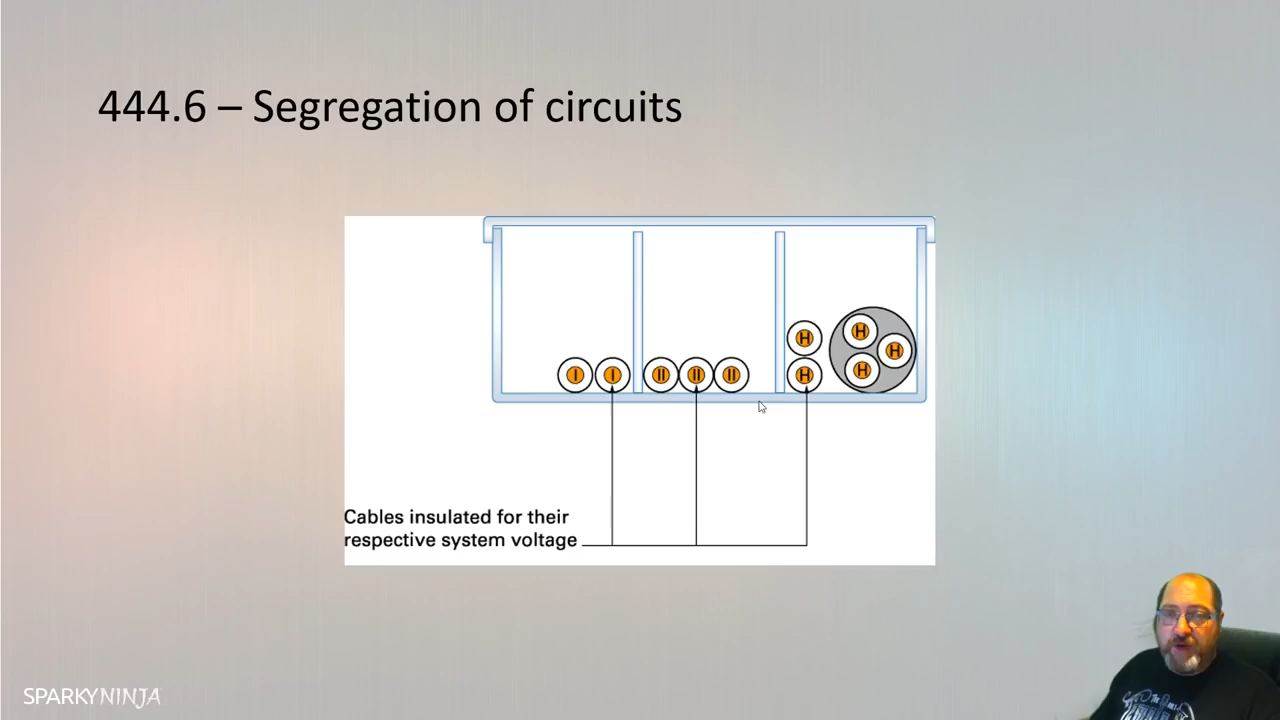 444.6 – Segregation of circuits
H
H
H
H
H
I I II II II
Cables insulated for their
respective system voltage
SPARKYNINJA